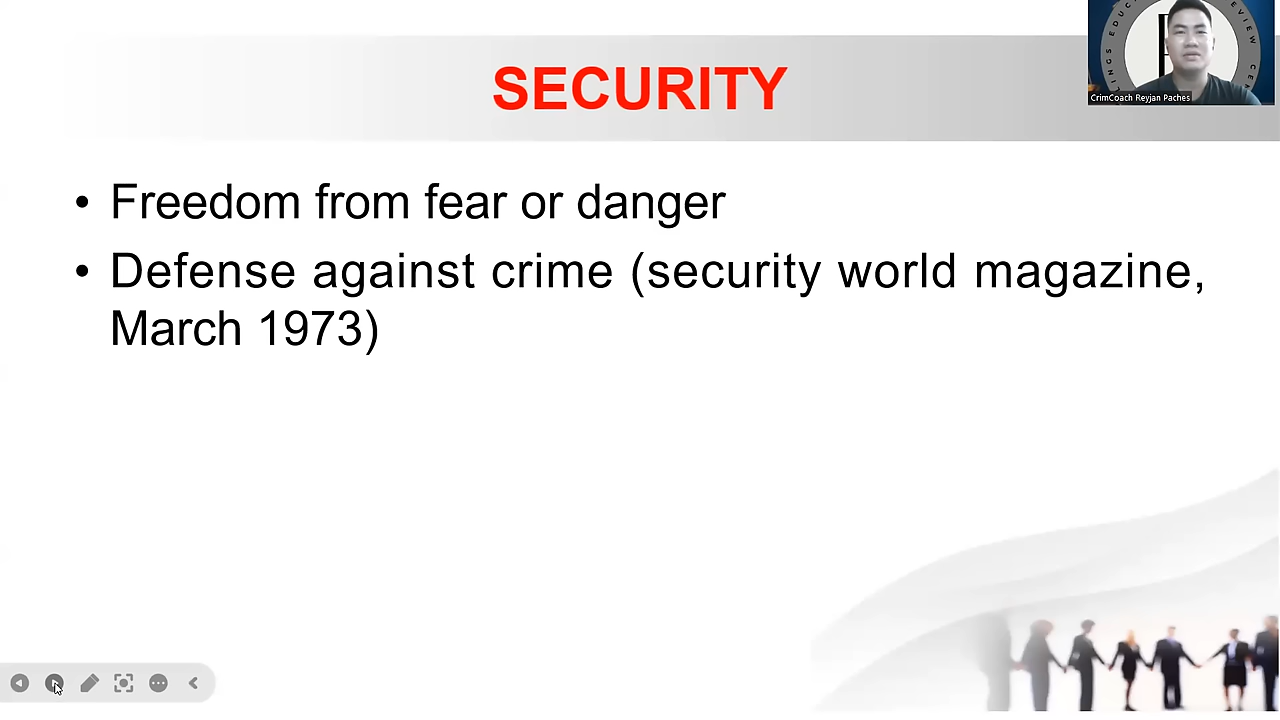 SECURITY
• Freedom from fear or danger
• Defense against crime (security world magazine,
March 1973)
CrimCoach Reyjan Paches